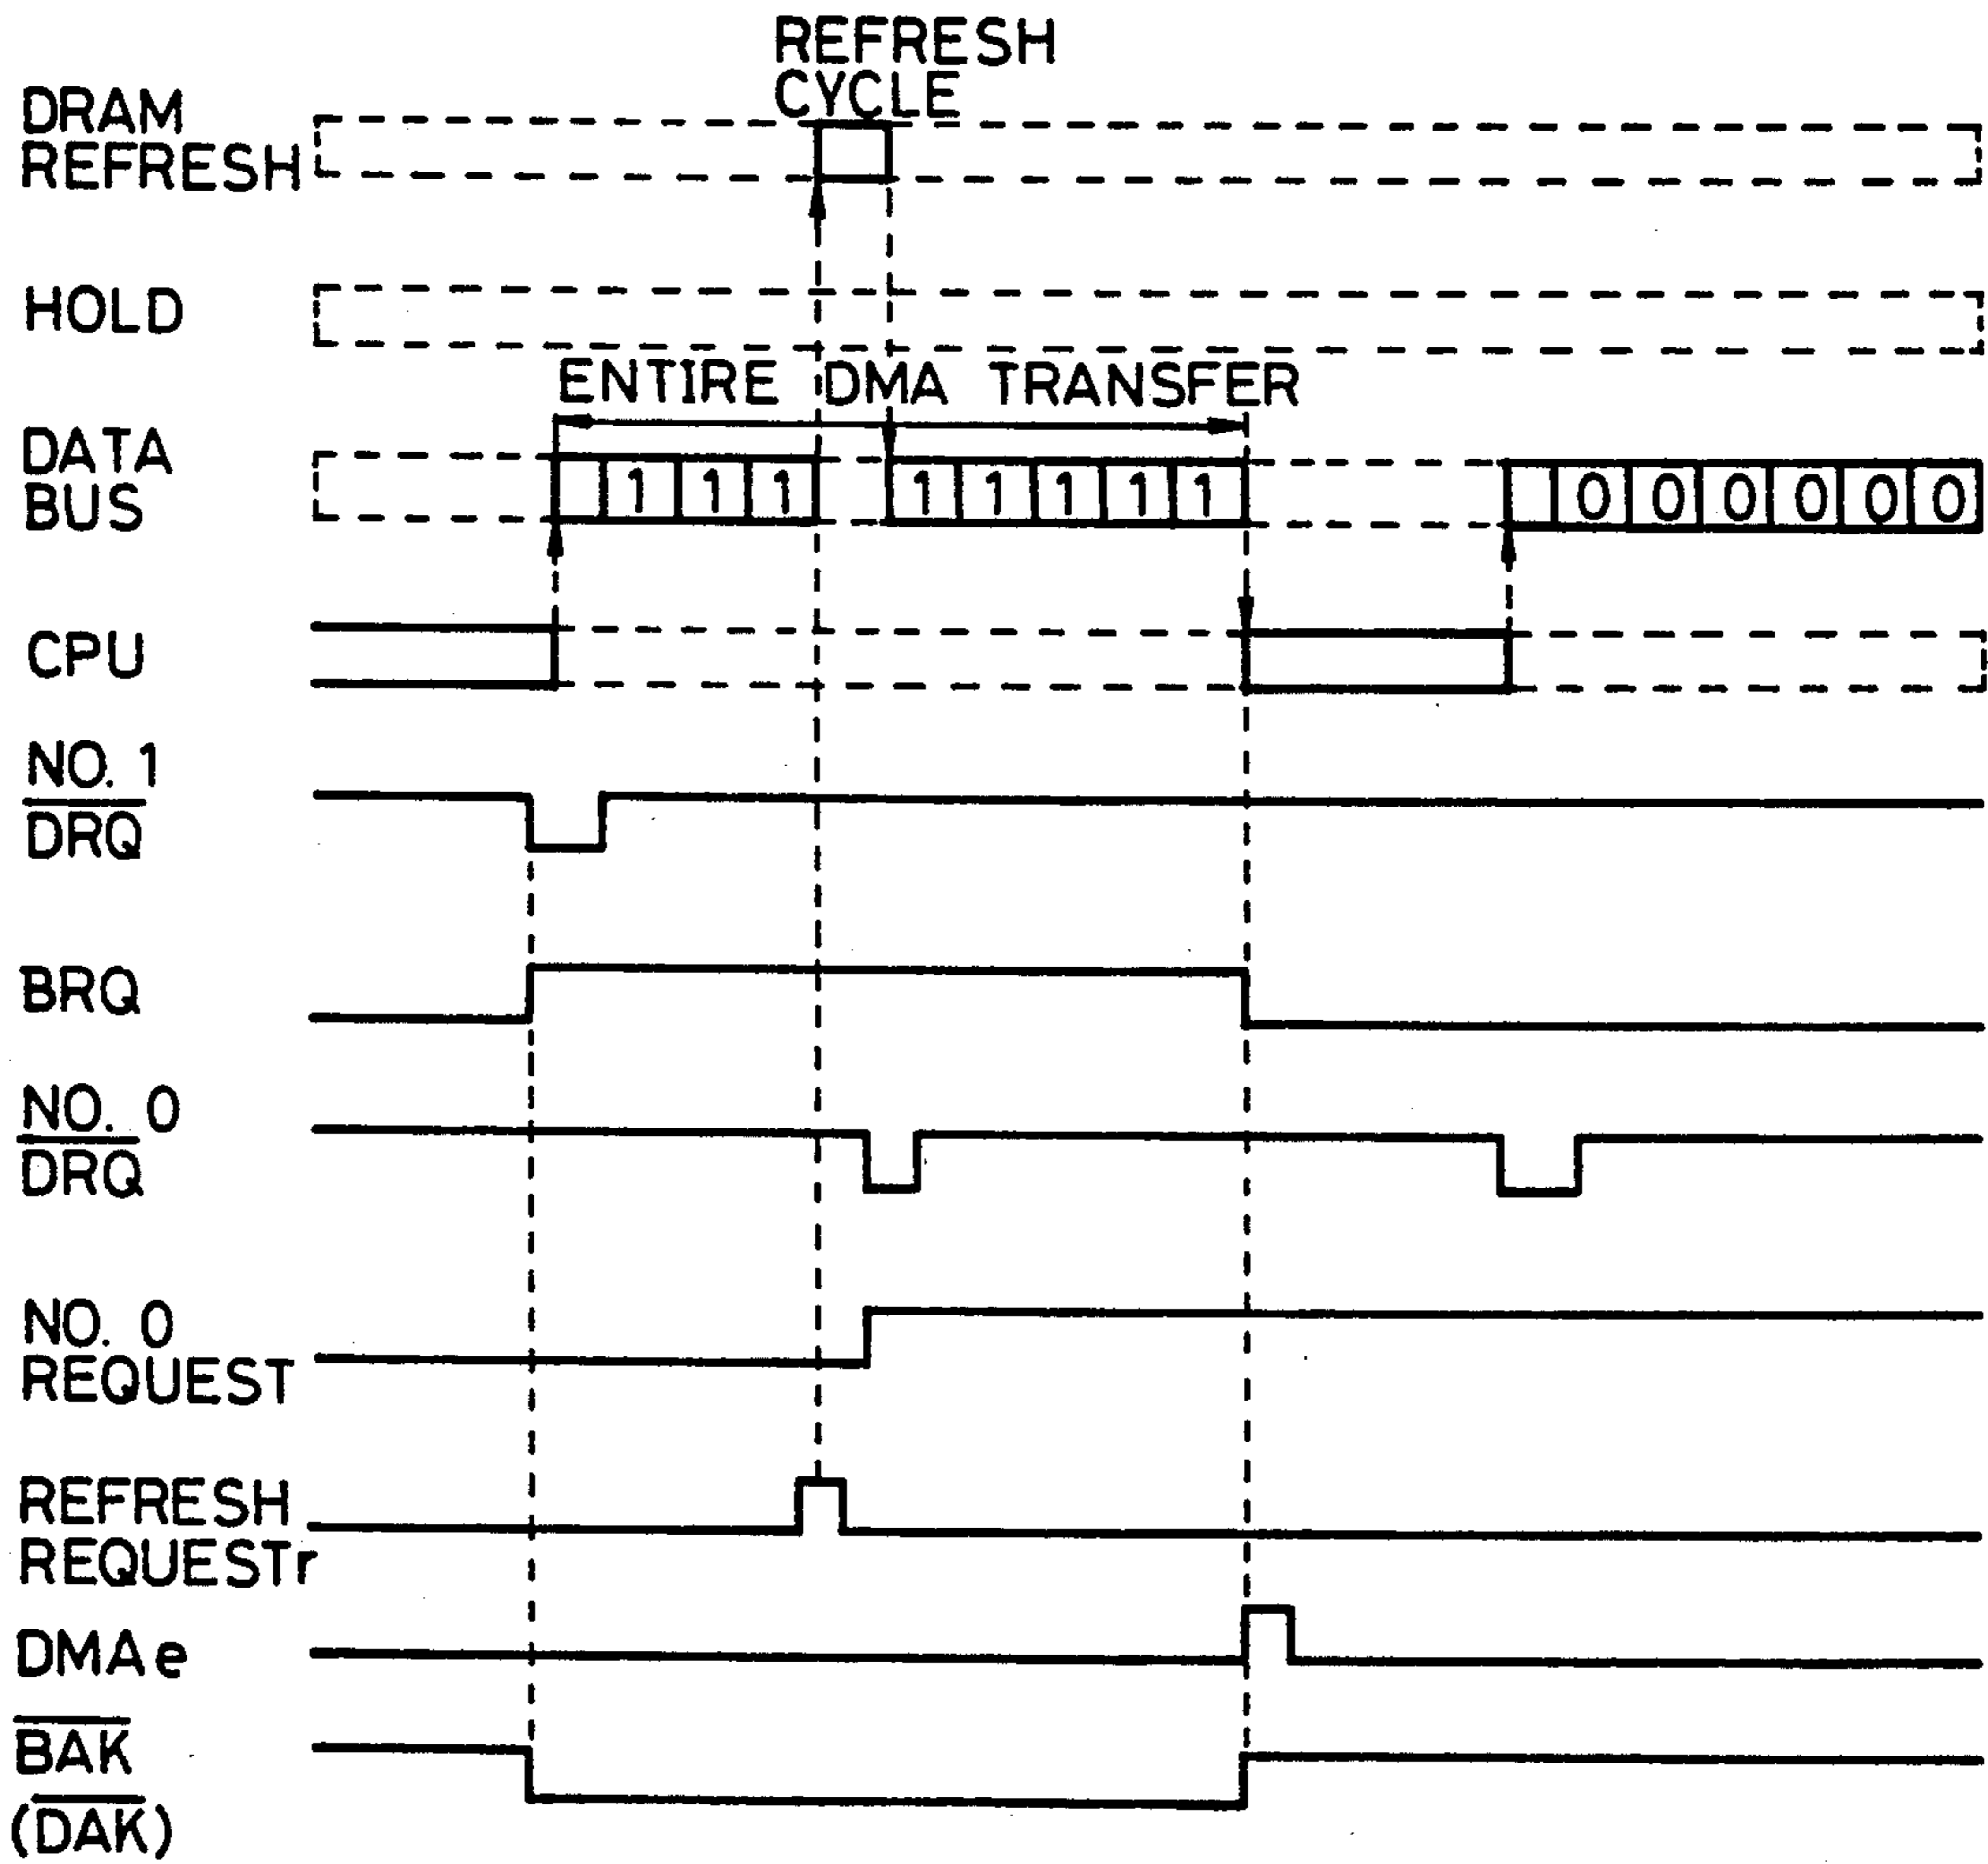 REFRESH
CYCLE
DRAM
REFRESH
HOLD
ENTIRE DMA TRANSFER
DATA
BUS
1 1 1 1 1 1 1 1 0 0 0 0 0 0
CPU
NO. 1
DRQ
BRQ
NO. 0
DRQ
NO. 0
REQUEST
REFRESH
REQUESTr
DMAe
BAK
(DAK)